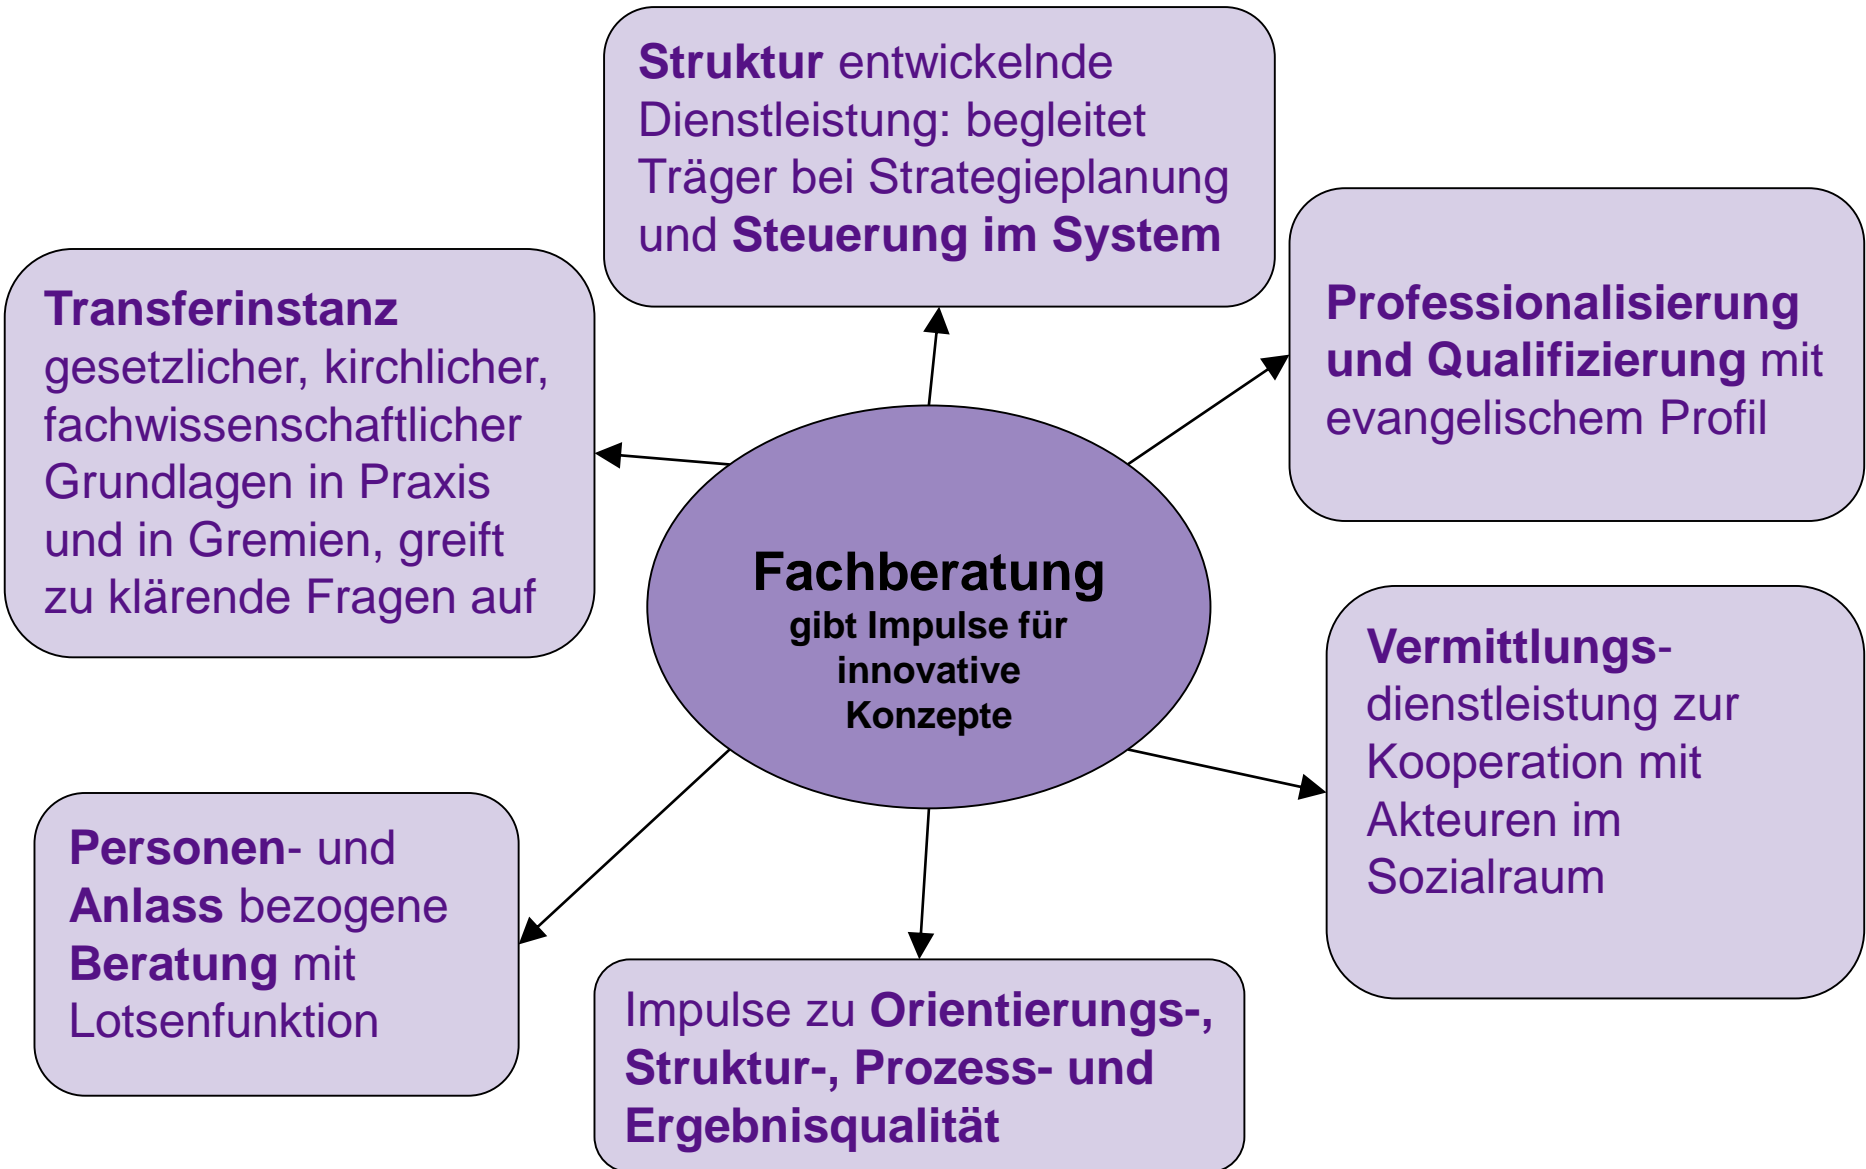 Struktur entwickelnde
Dienstleistung: begleitet
Träger bei Strategieplanung
und Steuerung im System
Transferinstanz
gesetzlicher, kirchlicher,
fachwissenschaftlicher
Grundlagen in Praxis
und in Gremien, greift
zu klärende Fragen auf
Professionalisierung
und Qualifizierung mit
evangelischem Profil
Fachberatung
gibt Impulse für
innovative
Konzepte
Vermittlungs-
dienstleistung zur
Kooperation mit
Akteuren im
Sozialraum
Personen- und
Anlass bezogene
Beratung mit
Lotsenfunktion
Impulse zu Orientierungs-,
Struktur-, Prozess- und
Ergebnisqualität